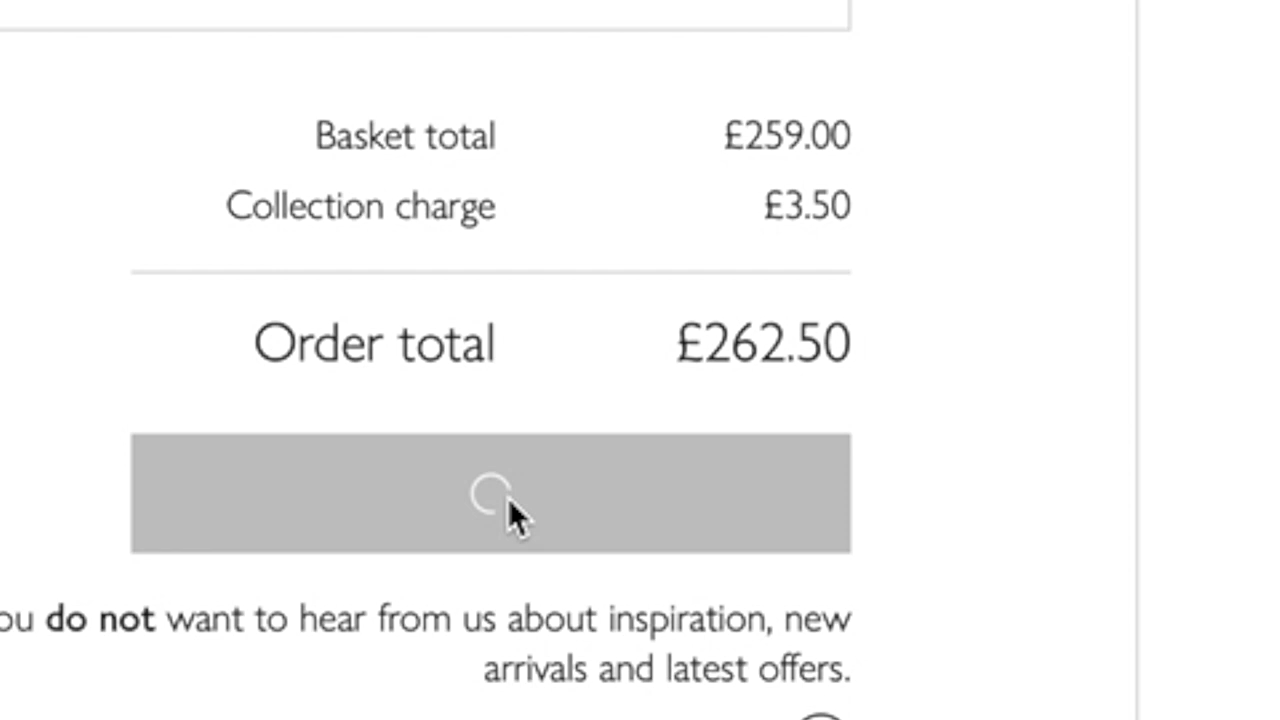 Basket total £259.00
Collection charge £3.50
Order total £262.50
do not want to hear from us about inspiration, new
arrivals and latest offers.